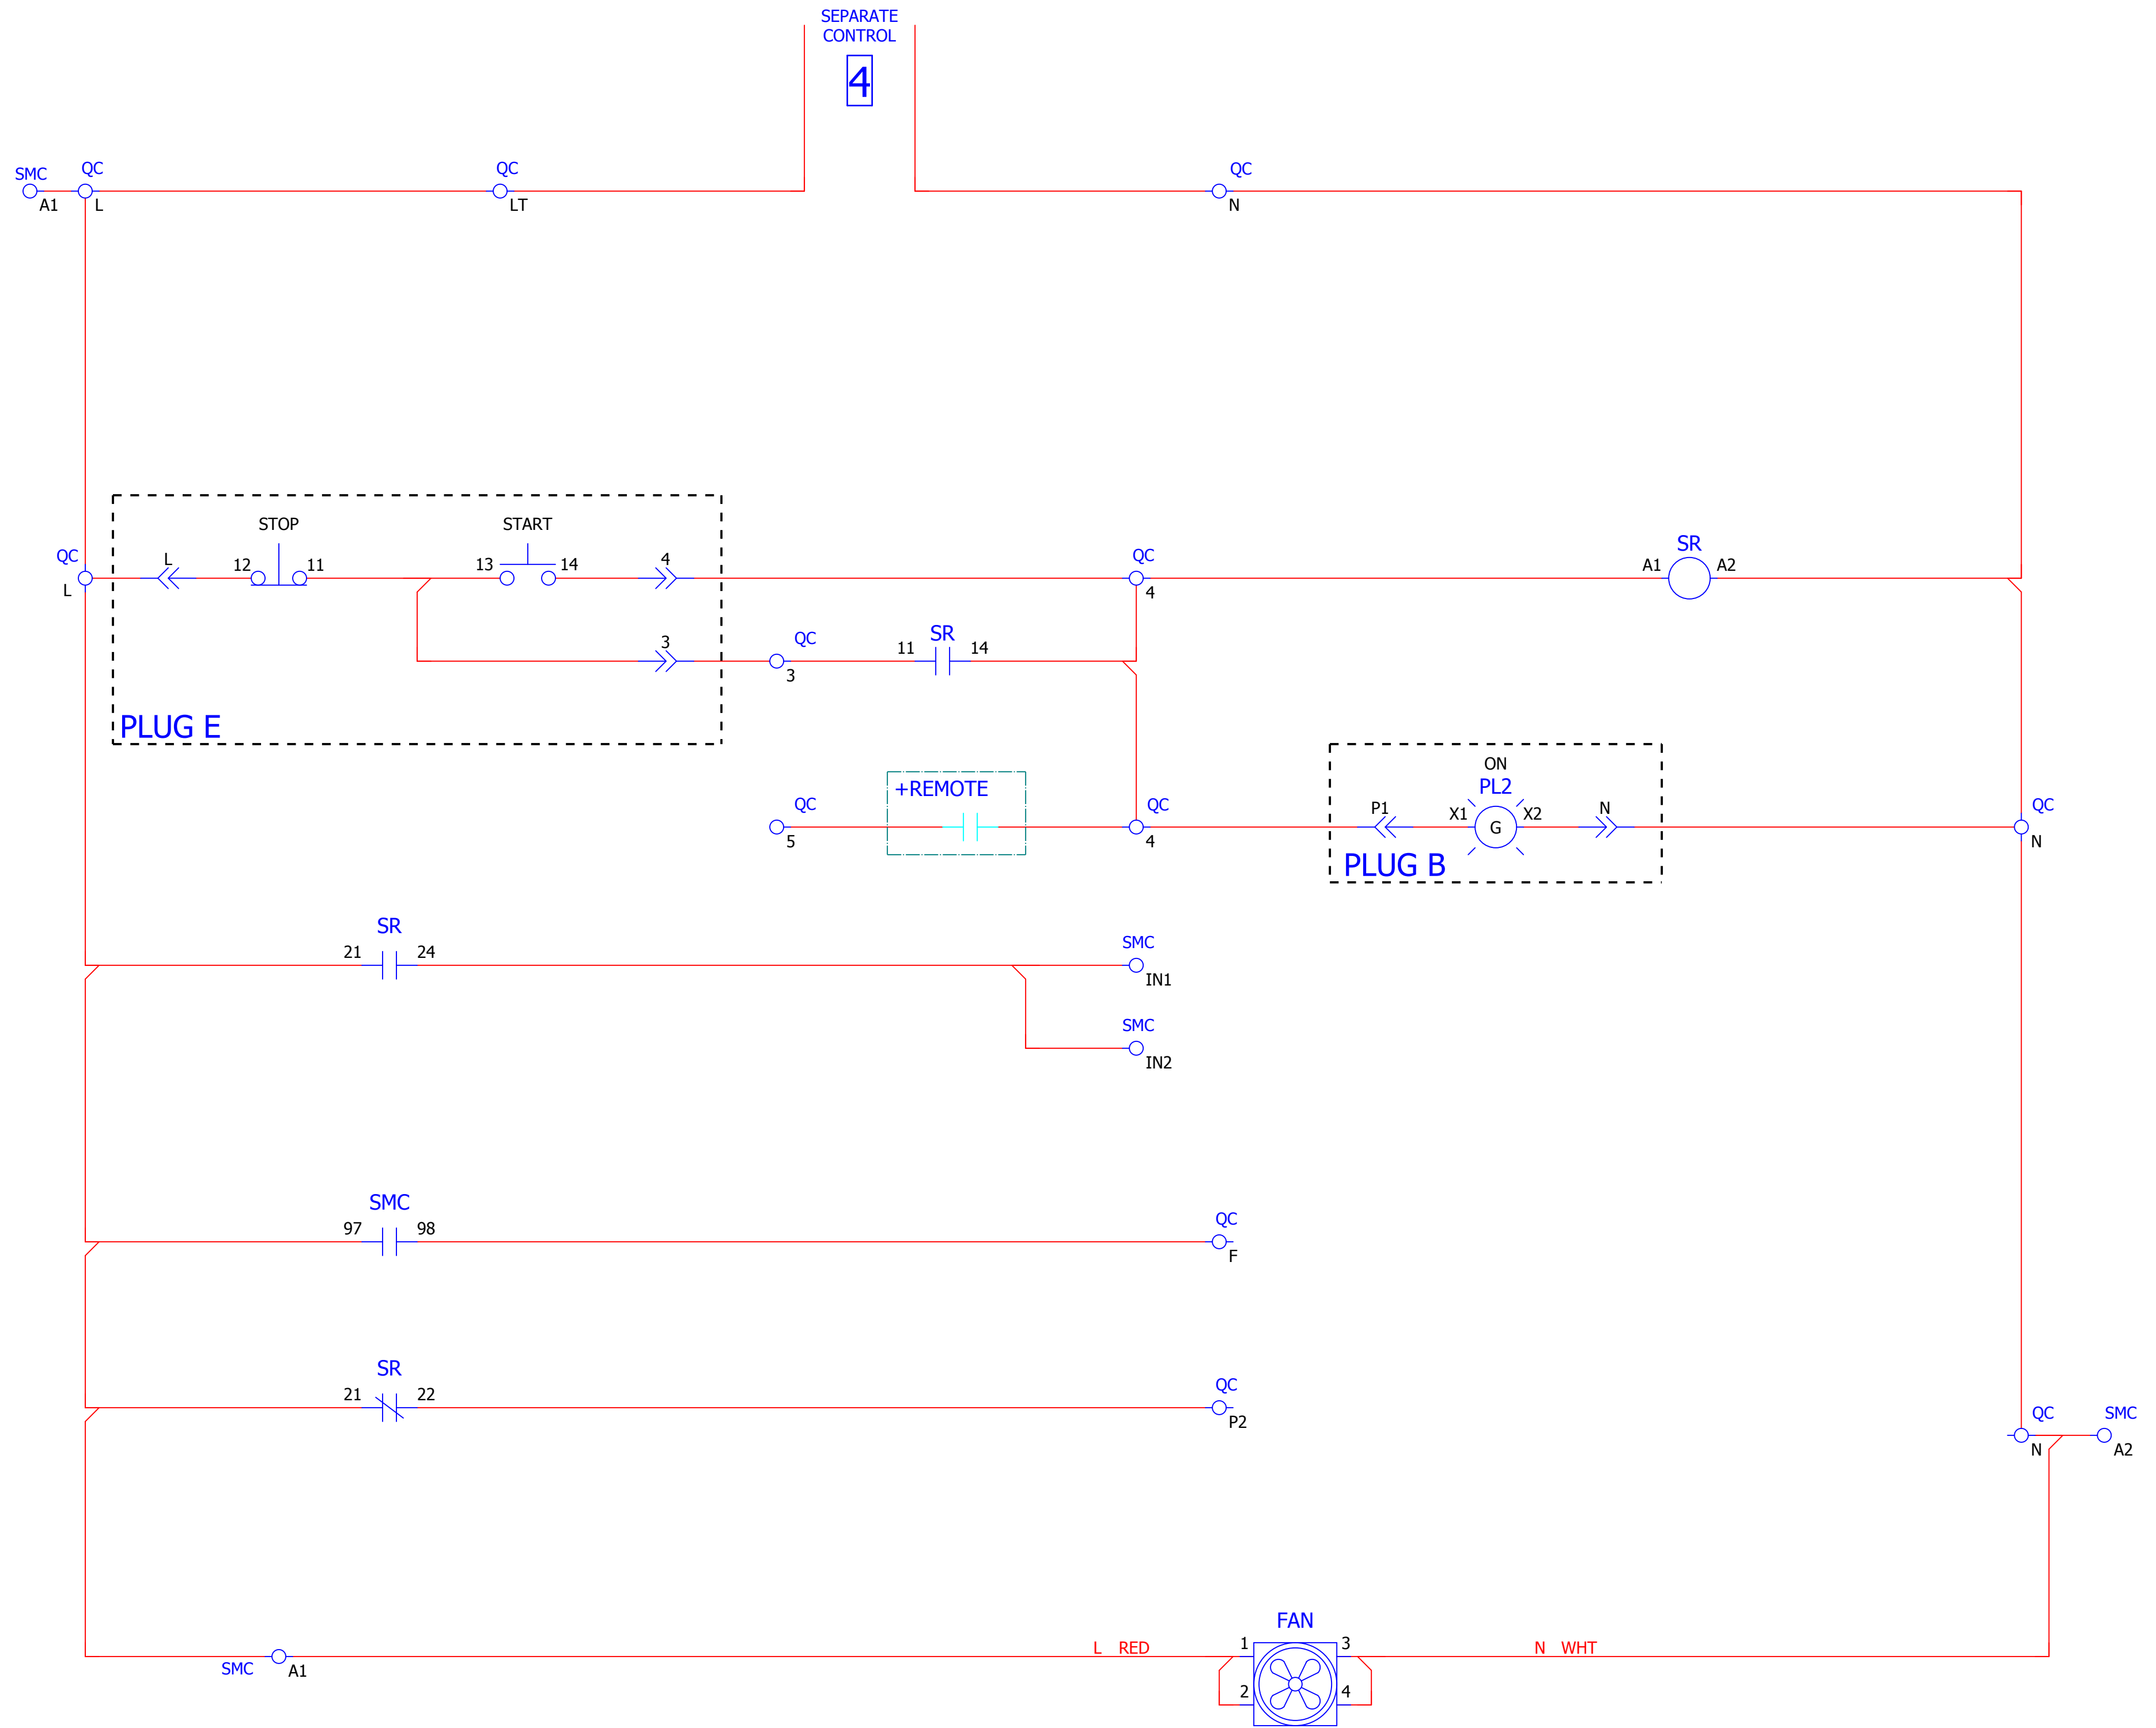 SEPARATE
CONTROL
4
SMC
A1
QC
L
QC
LT
QC
N
QC
L
L
STOP
12
11
START
13
14
4
3
PLUG E
QC
4
SR
A1
A2
QC
3
SR
11
14
QC
5
+REMOTE
QC
4
ON
PL2
P1
X1
G
X2
N
PLUG B
QC
N
SR
21
24
SMC
IN1
SMC
IN2
SMC
97
98
QC
F
SR
21
22
QC
P2
QC
N
SMC
A2
SMC
A1
L RED
FAN
1
2
3
4
N WHT